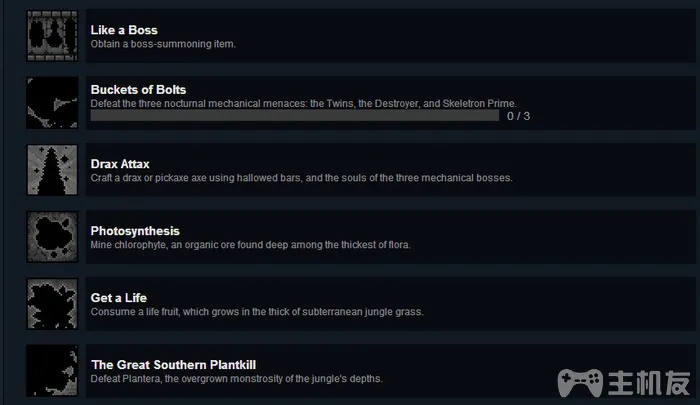 Like a Boss
Obtain a boss-summoning item.
Buckets of Bolts
Defeat the three nocturnal mechanical menaces: the Twins, the Destroyer, and Skeletron Prime.
0 / 3
Drax Attax
Craft a drax or pickaxe axe using hallowed bars, and the souls of the three mechanical bosses.
Photosynthesis
Mine chlorophyte, an organic ore found deep among the thickest of flora.
Get a Life
Consume a life fruit, which grows in the thick of subterranean jungle grass.
The Great Southern Plantkill
Defeat Plantera, the overgrown monstrosity of the jungle's depths.
主机友